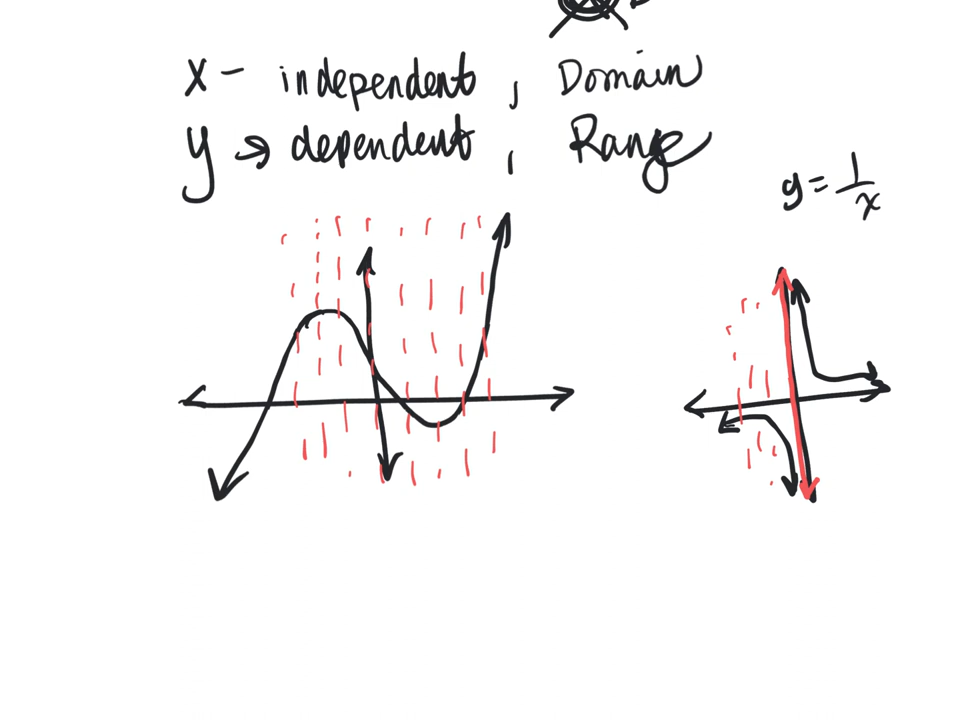 x - independent, Domain
y → dependent, Range
y = 1/x